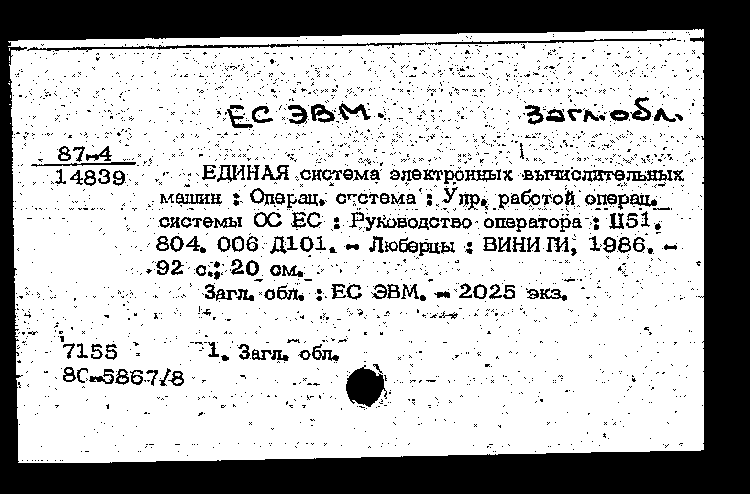 ЕС ЭВМ. Загл. обл.
87-4
14839
ЕДИНАЯ система электронных вычислительных
машин : Операц. система : Упр. работой операц.
системы ОС ЕС : Руководство оператора : Ц51.
804. 006 Д101. - Люберцы : ВИНИТИ, 1986. -
92 с.; 20 см.
Загл. обл. : ЕС ЭВМ. - 2025 экз.
7155 1. Загл. обл.
8С-5867/8